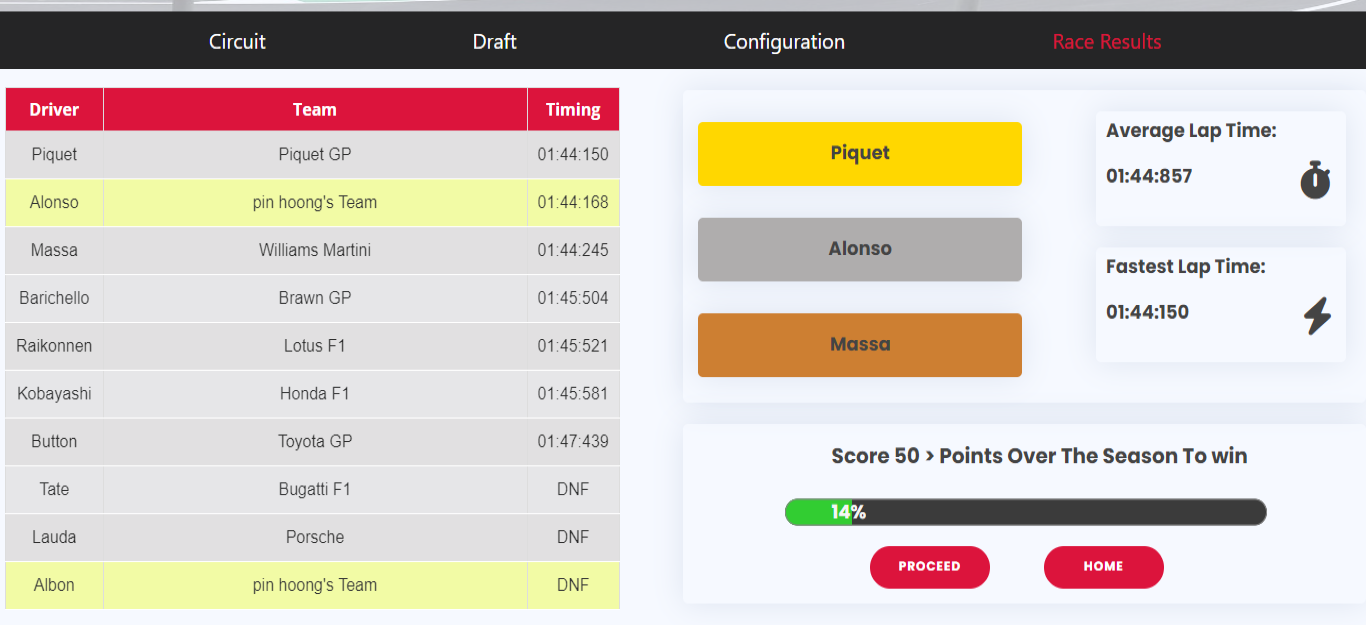 Circuit Draft Configuration Race Results
Driver Team Timing
Piquet Piquet GP 01:44:150
Alonso pin hoong's Team 01:44:168
Massa Williams Martini 01:44:245
Barichello Brawn GP 01:45:504
Raikonnen Lotus F1 01:45:521
Kobayashi Honda F1 01:45:581
Button Toyota GP 01:47:439
Tate Bugatti F1 DNF
Lauda Porsche DNF
Albon pin hoong's Team DNF
Piquet
Alonso
Massa
Average Lap Time:
01:44:857
Fastest Lap Time:
01:44:150
Score 50 > Points Over The Season To win
14%
PROCEED HOME